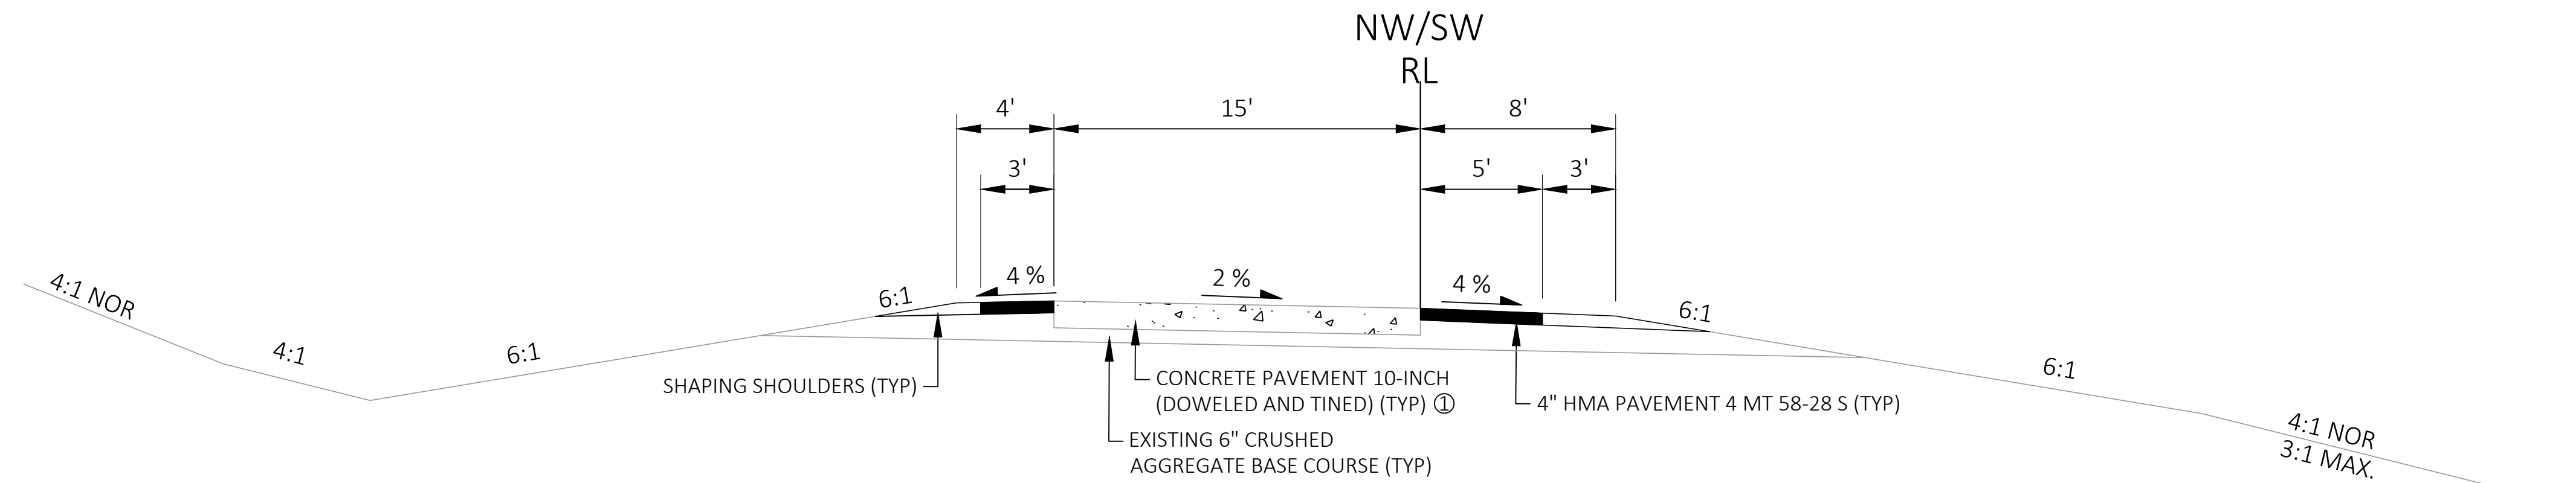 NW/SW
RL
4'
15'
8'
3'
5'
3'
4:1 NOR
4:1
6:1
6:1
4 %
2 %
4 %
6:1
6:1
4:1 NOR
3:1 MAX.
SHAPING SHOULDERS (TYP)
CONCRETE PAVEMENT 10-INCH
(DOWELED AND TINED) (TYP) ①
EXISTING 6" CRUSHED
AGGREGATE BASE COURSE (TYP)
4" HMA PAVEMENT 4 MT 58-28 S (TYP)